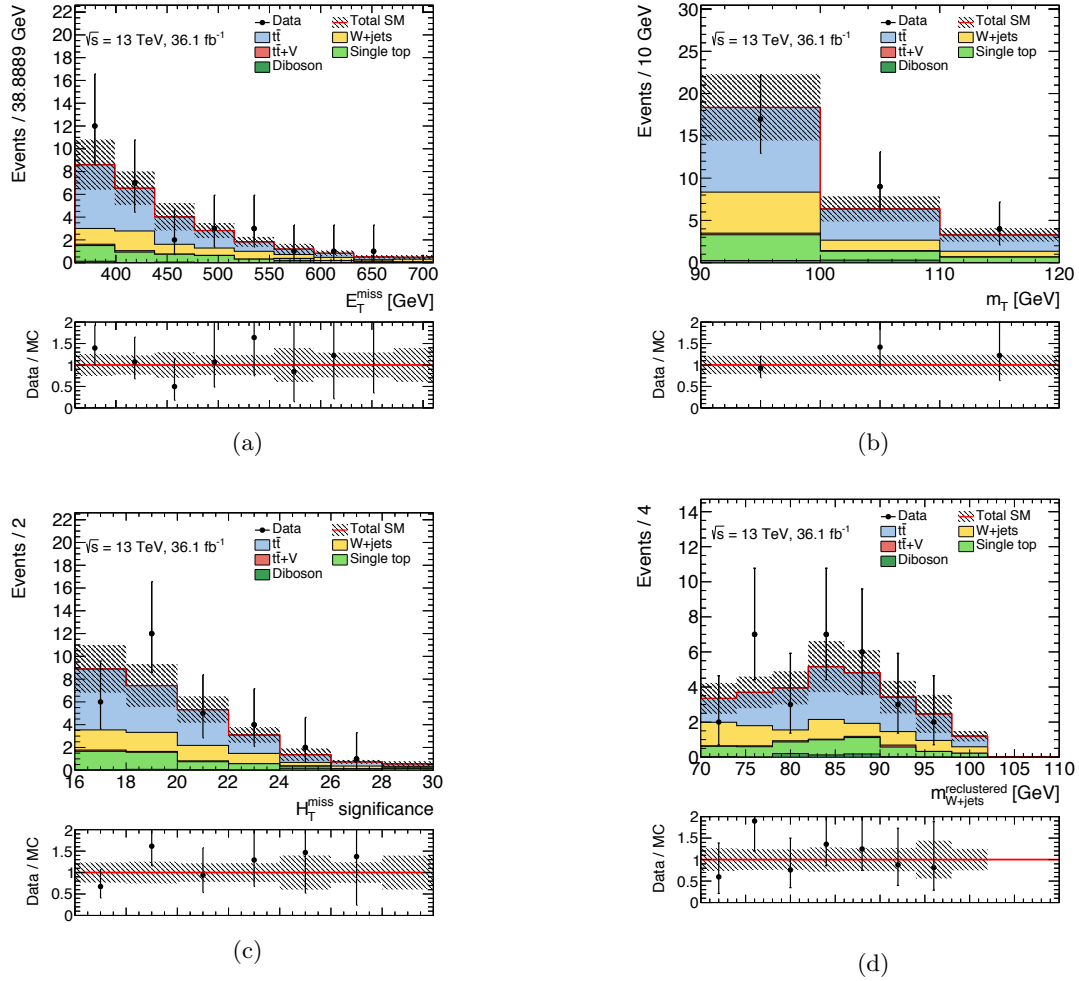 Events / 38.8889 GeV
22
20
18
16
14
12
10
8
6
4
2
0
√s = 13 TeV, 36.1 fb⁻¹
Data
Total SM
tt̄
W+jets
tt̄+V
Single top
Diboson
400 450 500 550 600 650 700
E_T^miss [GeV]
Data / MC
2
1.5
1
0.5
0
(a)
Events / 10 GeV
30
25
20
15
10
5
0
√s = 13 TeV, 36.1 fb⁻¹
Data
Total SM
tt̄
W+jets
tt̄+V
Single top
Diboson
90 100 110 120
m_T [GeV]
Data / MC
2
1.5
1
0.5
0
(b)
Events / 2
22
20
18
16
14
12
10
8
6
4
2
0
√s = 13 TeV, 36.1 fb⁻¹
Data
Total SM
tt̄
W+jets
tt̄+V
Single top
Diboson
16 18 20 22 24 26 28 30
H_T^miss significance
Data / MC
2
1.5
1
0.5
0
(c)
Events / 4
14
12
10
8
6
4
2
0
√s = 13 TeV, 36.1 fb⁻¹
Data
Total SM
tt̄
W+jets
tt̄+V
Single top
Diboson
70 75 80 85 90 95 100 105 110
m_W+jets^reclustered [GeV]
Data / MC
2
1.5
1
0.5
0
(d)